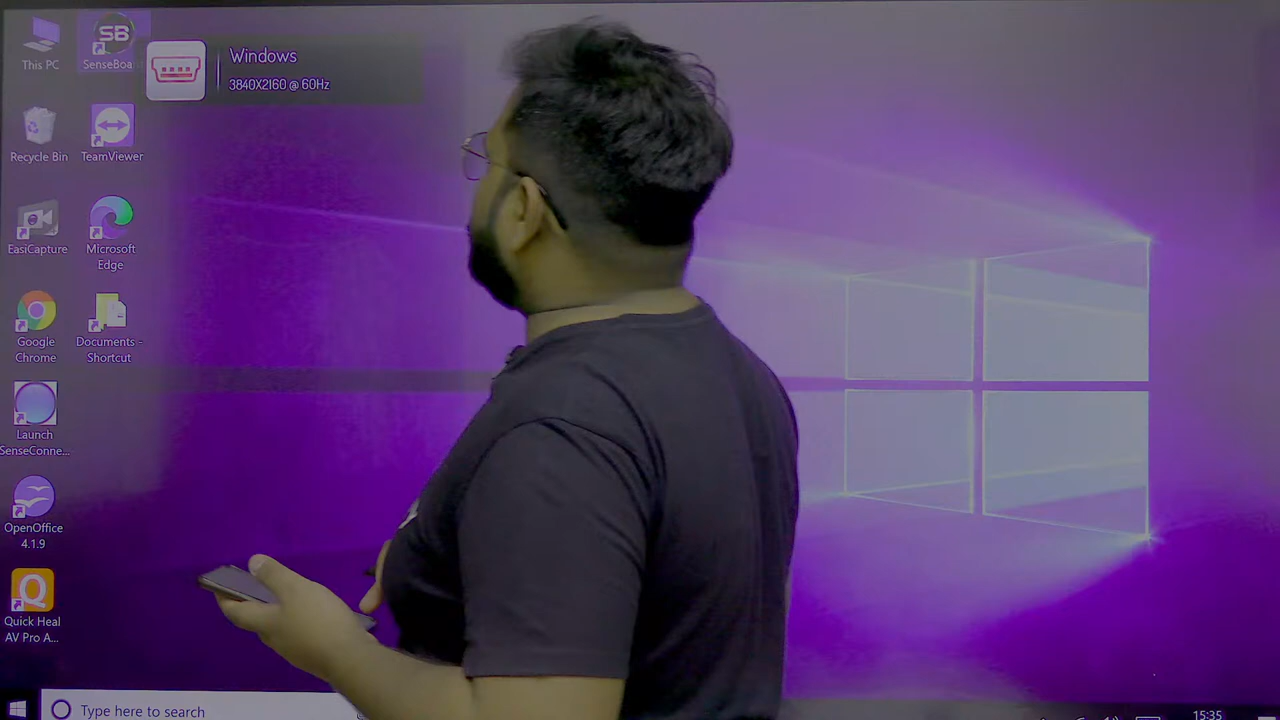 This PC
SB
SenseBoa
Windows
3840X2160 @ 60Hz
Recycle Bin
TeamViewer
EasiCapture
Microsoft
Edge
Google
Chrome
Documents -
Shortcut
Launch
SenseConne...
OpenOffice
4.1.9
Quick Heal
AV Pro A...
Type here to search
15:35